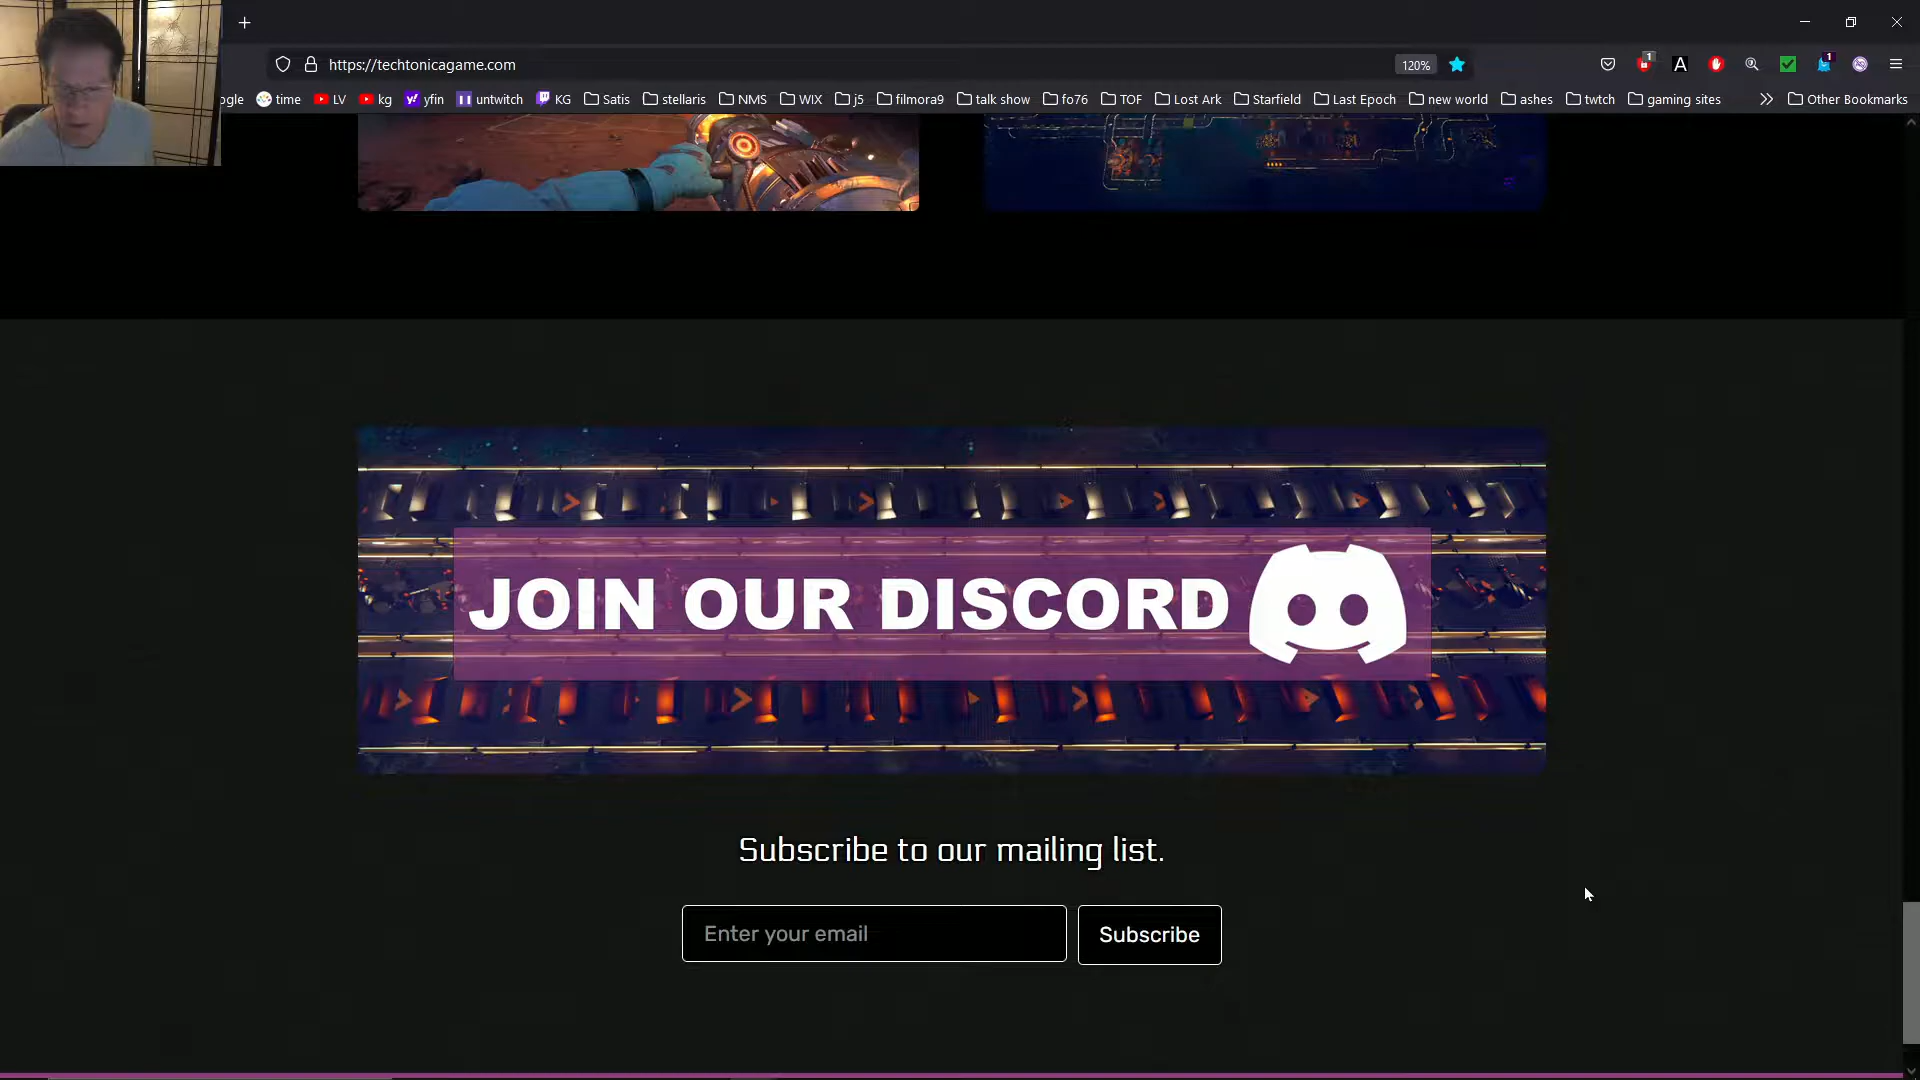 https://techtonicagame.com
120%
1
1
ogle
time
LV
kg
yfin
untwitch
KG
Satis
stellaris
NMS
WIX
j5
filmora9
talk show
fo76
TOF
Lost Ark
Starfield
Last Epoch
new world
ashes
twtch
gaming sites
Other Bookmarks
JOIN OUR DISCORD
Subscribe to our mailing list.
Enter your email
Subscribe